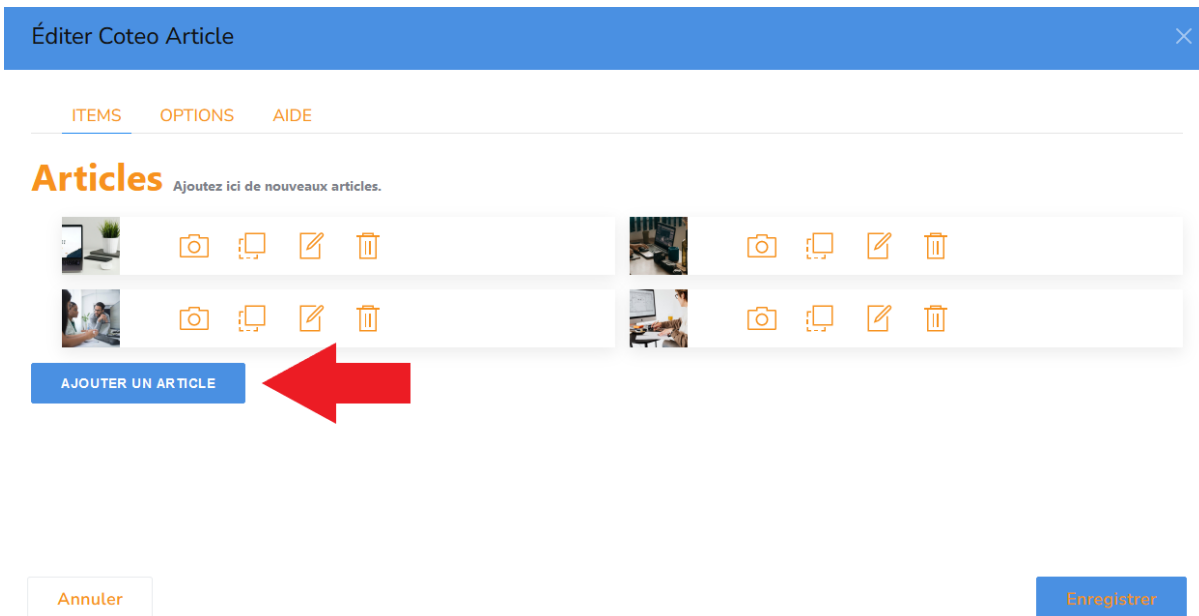 Éditer Coteo Article
ITEMS OPTIONS AIDE
Articles Ajoutez ici de nouveaux articles.
AJOUTER UN ARTICLE
Annuler Enregistrer